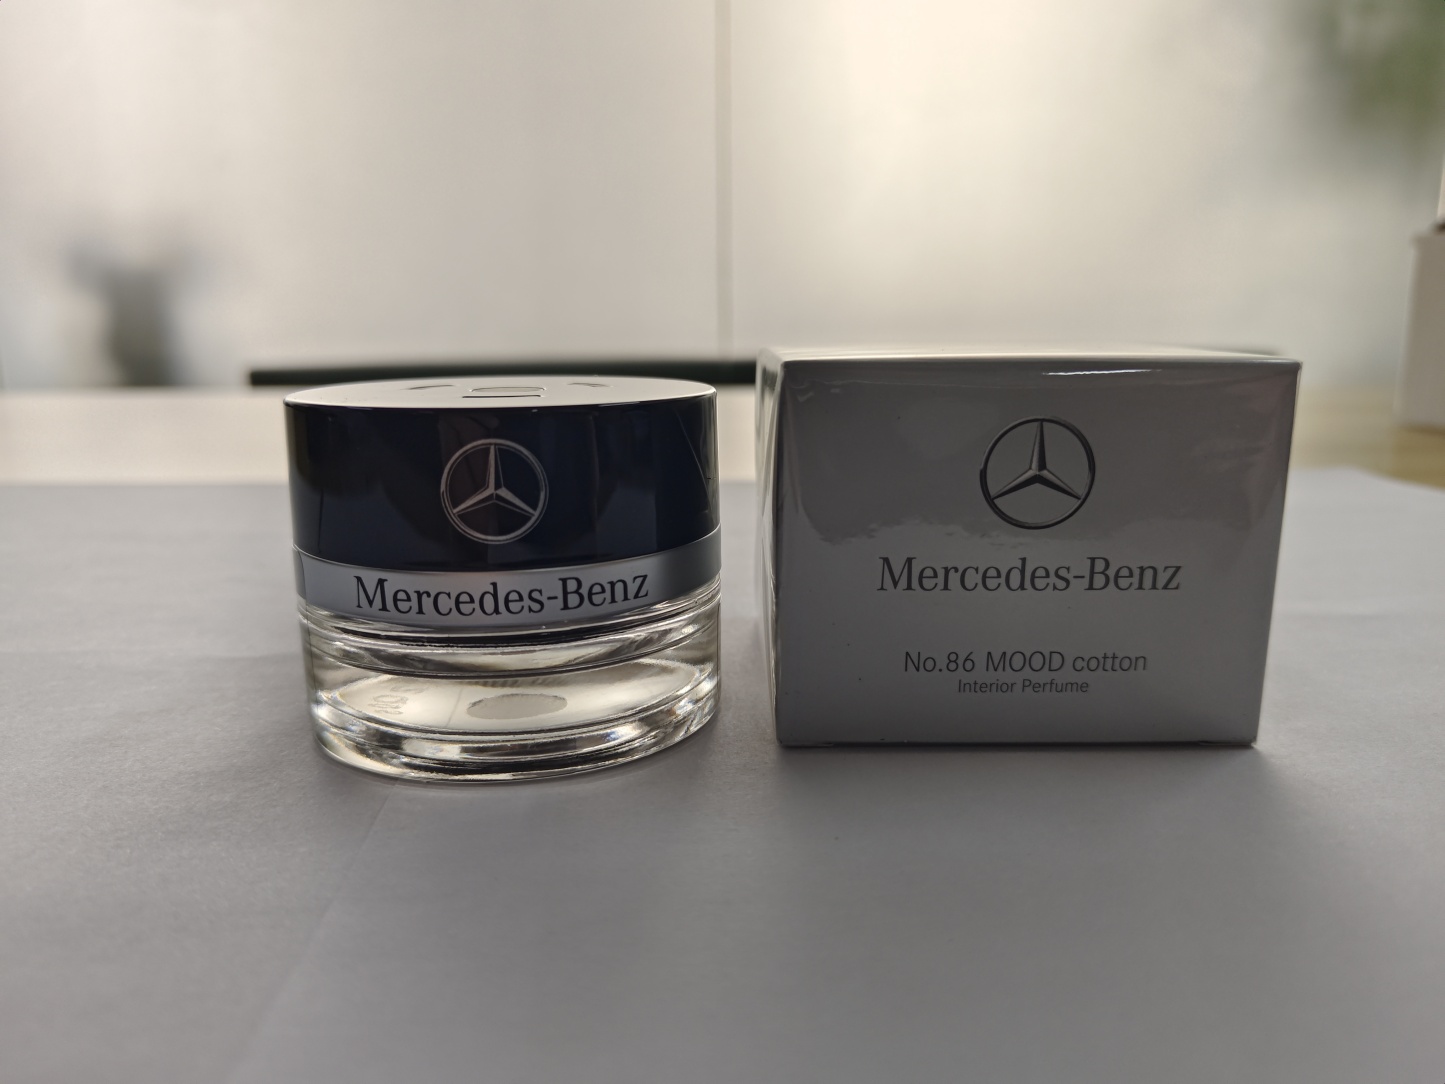 Mercedes-Benz
Mercedes-Benz
No.86 MOOD cotton
Interior Perfume